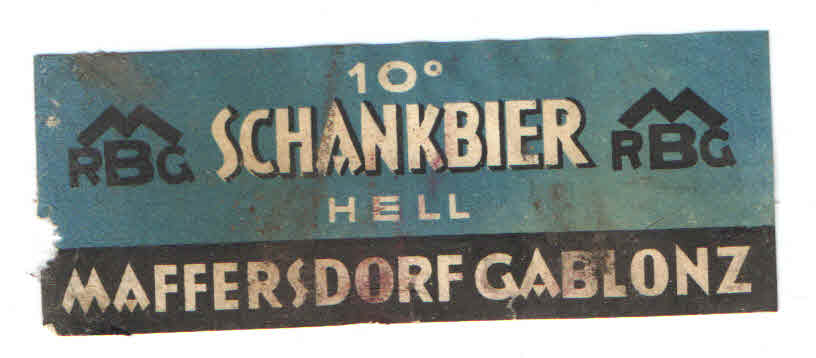 10°
M
RBG
SCHANKBIER
M
RBG
HELL
MAFFERSDORF GABLONZ